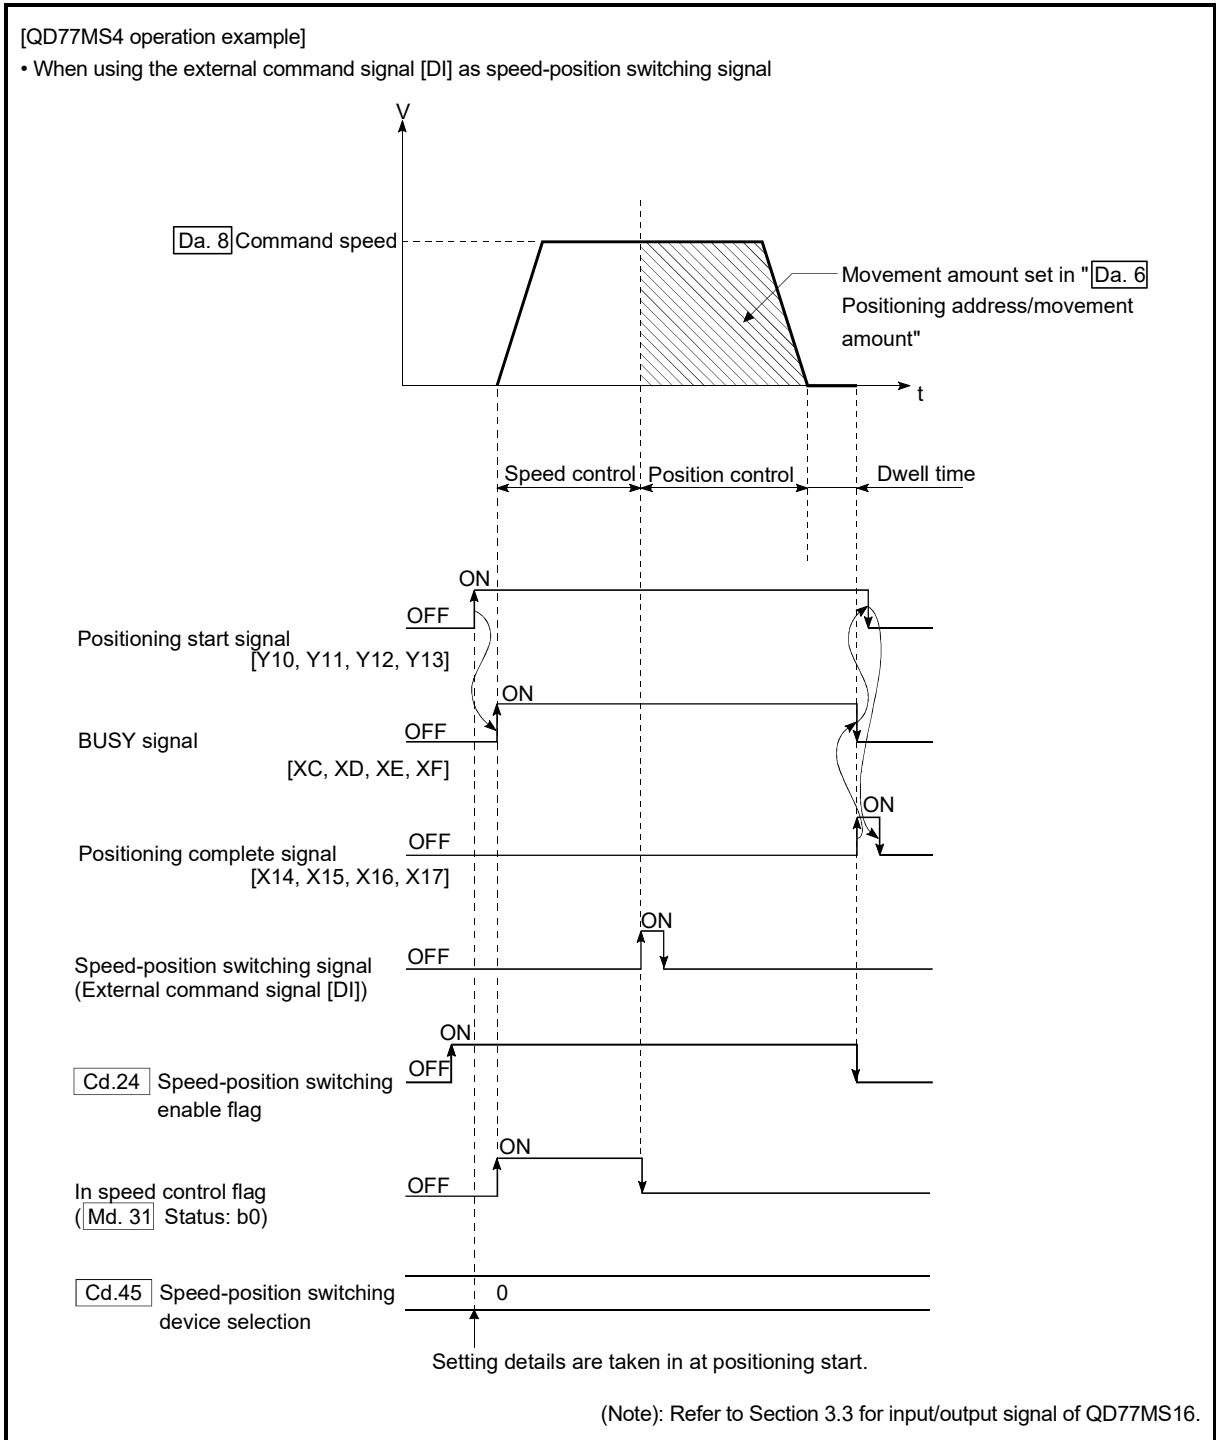 [QD77MS4 operation example]
• When using the external command signal [DI] as speed-position switching signal
V
Da. 8 Command speed
Movement amount set in "Da. 6
Positioning address/movement
amount"
t
Speed control
Position control
Dwell time
ON
OFF
Positioning start signal
[Y10, Y11, Y12, Y13]
ON
OFF
BUSY signal
[XC, XD, XE, XF]
ON
OFF
Positioning complete signal
[X14, X15, X16, X17]
ON
OFF
Speed-position switching signal
(External command signal [DI])
ON
OFF
Cd.24 Speed-position switching
enable flag
ON
OFF
In speed control flag
(Md. 31 Status: b0)
Cd.45 Speed-position switching
device selection
0
Setting details are taken in at positioning start.
(Note): Refer to Section 3.3 for input/output signal of QD77MS16.